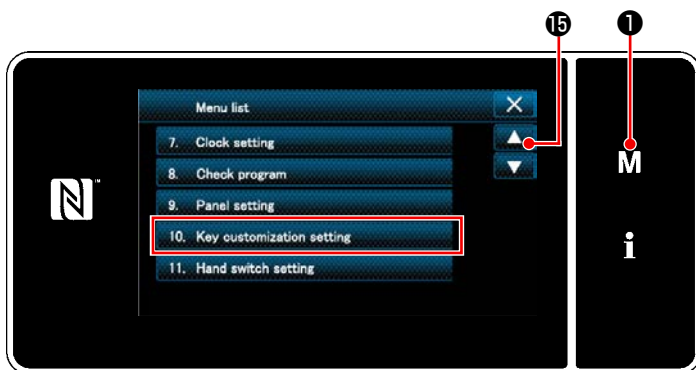 ⓯ ❶
Menu list
7. Clock setting
8. Check program
9. Panel setting
10. Key customization setting
11. Hand switch setting
M
i
N™